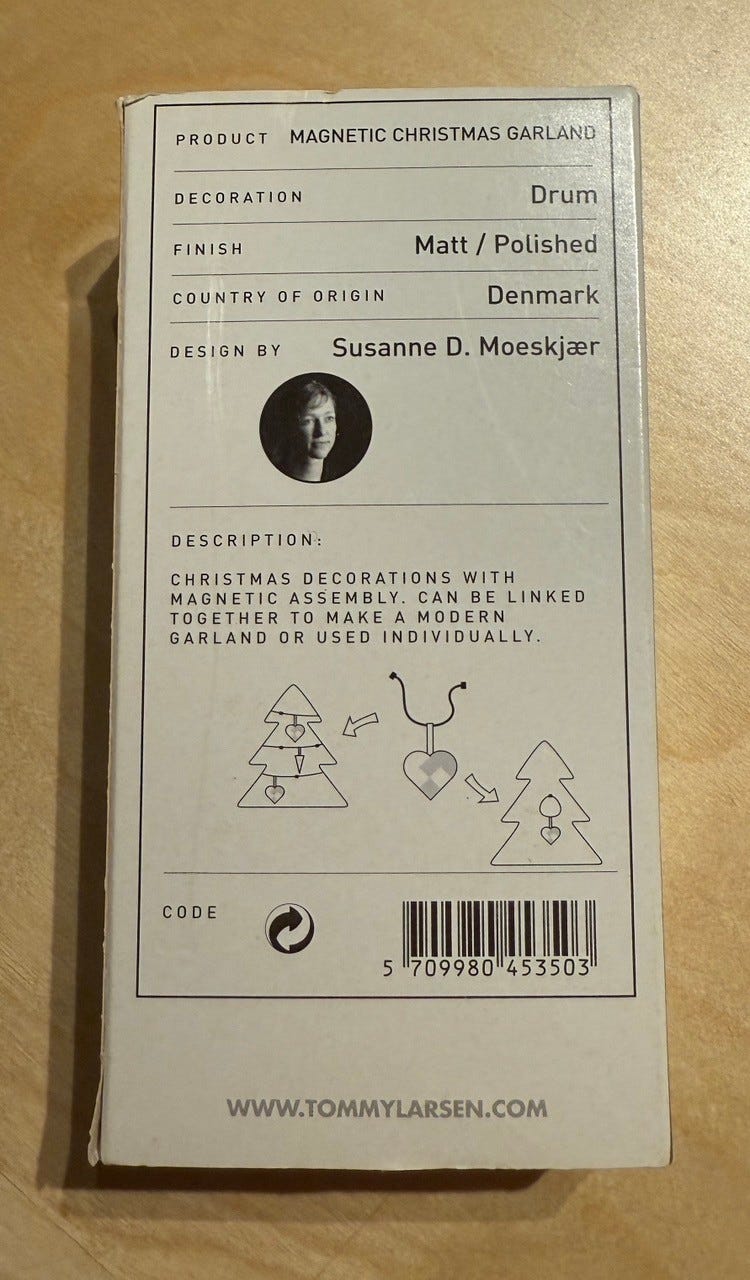 PRODUCT MAGNETIC CHRISTMAS GARLAND
DECORATION Drum
FINISH Matt / Polished
COUNTRY OF ORIGIN Denmark
DESIGN BY Susanne D. Moeskjær
DESCRIPTION:
CHRISTMAS DECORATIONS WITH
MAGNETIC ASSEMBLY. CAN BE LINKED
TOGETHER TO MAKE A MODERN
GARLAND OR USED INDIVIDUALLY.
CODE
5 709980 453503
WWW.TOMMYLARSEN.COM